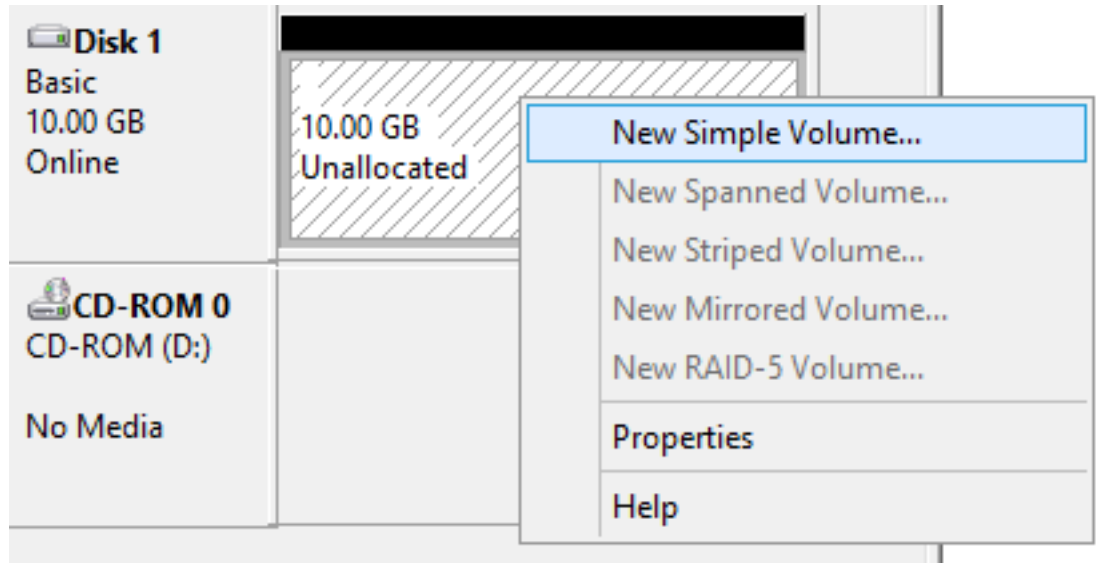 Disk 1
Basic
10.00 GB
Online
10.00 GB
Unallocated
New Simple Volume...
New Spanned Volume...
New Striped Volume...
New Mirrored Volume...
New RAID-5 Volume...
Properties
Help
CD-ROM 0
CD-ROM (D:)
No Media